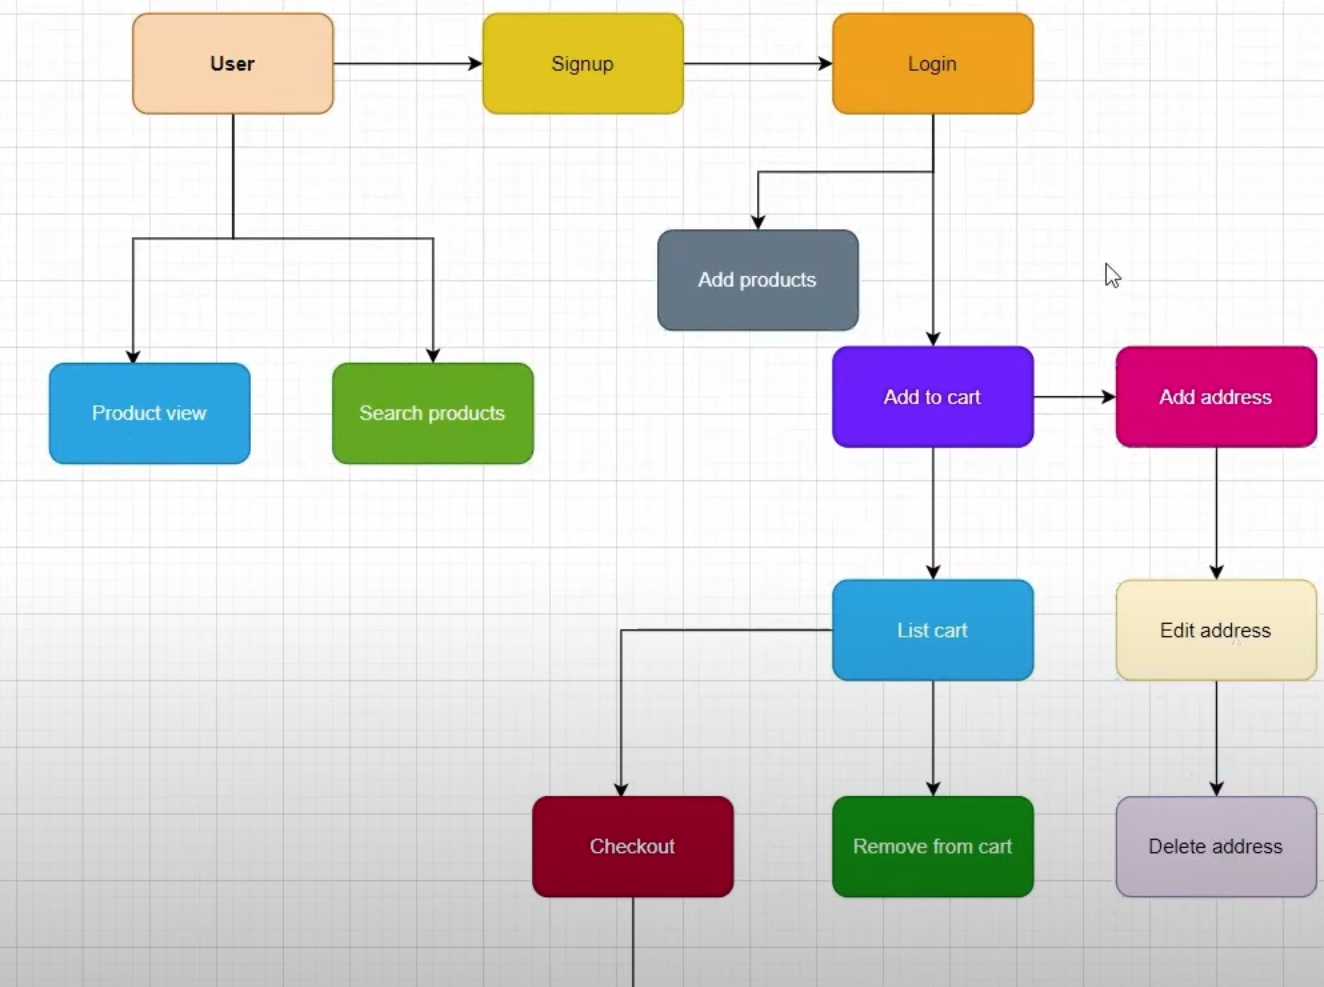 User
Signup
Login
Add products
Add to cart
Add address
Product view
Search products
List cart
Edit address
Checkout
Remove from cart
Delete address